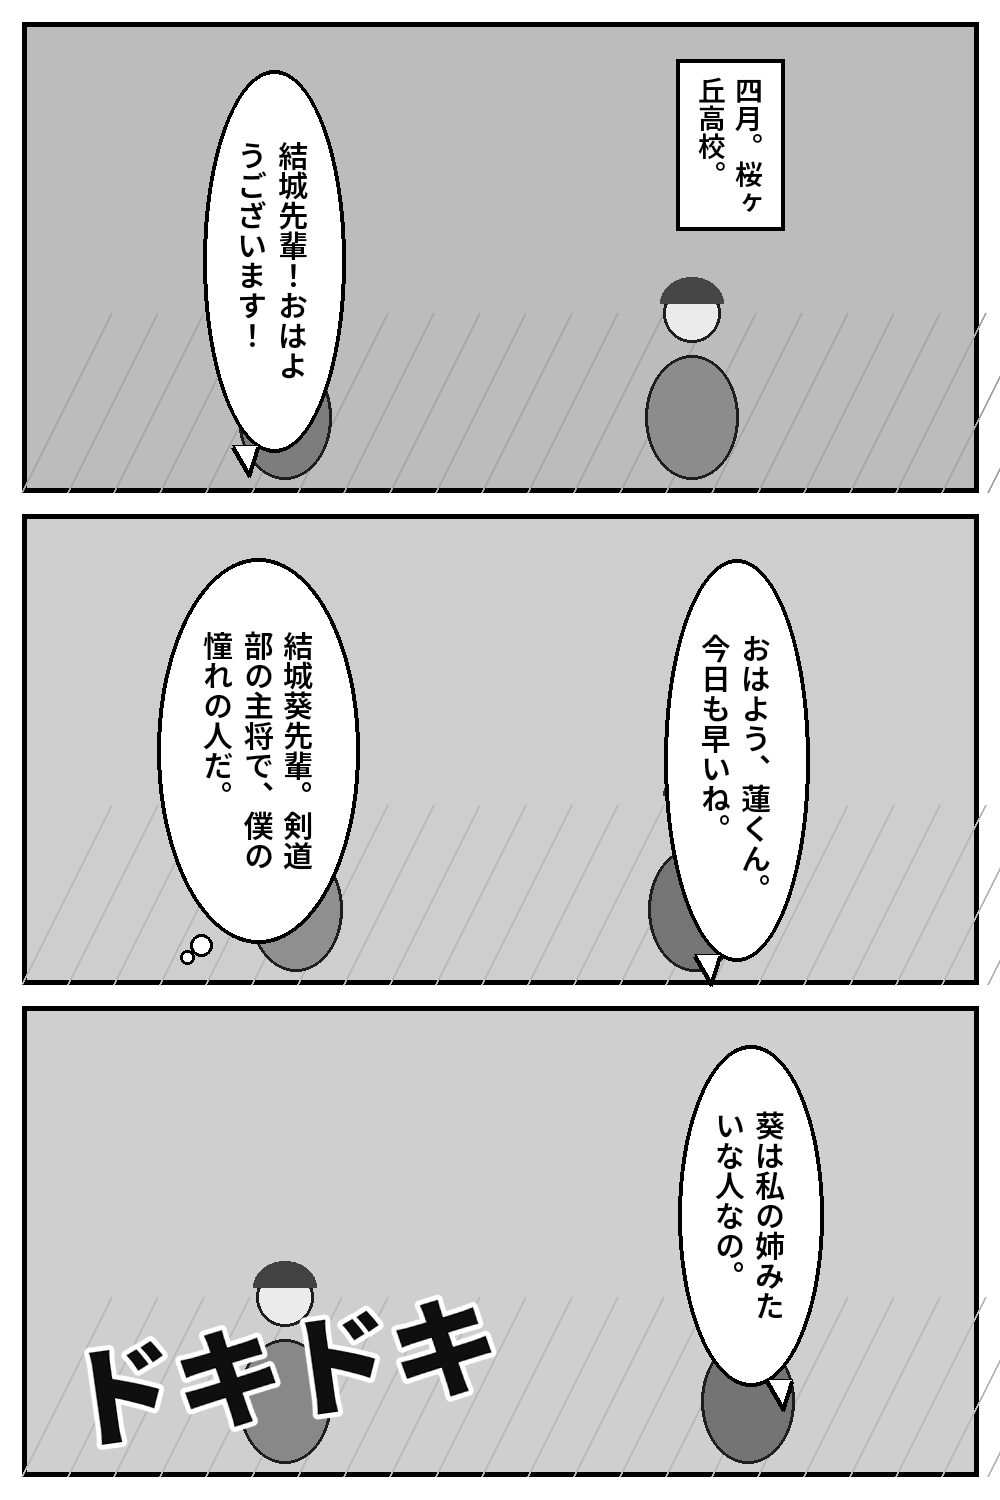 四月。桜ヶ
丘高校。
結城先輩！おはよ
うございます！
おはよう、蓮くん。
今日も早いね。
結城葵先輩。剣道
部の主将で、僕の
憧れの人だ。
葵は私の姉みた
いな人なの。
ドキドキ